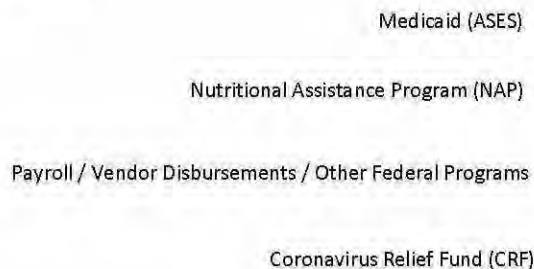 Medicaid (ASES)
Nutritional Assistance Program (NAP)
Payroll / Vendor Disbursements / Other Federal Programs
Coronavirus Relief Fund (CRF)